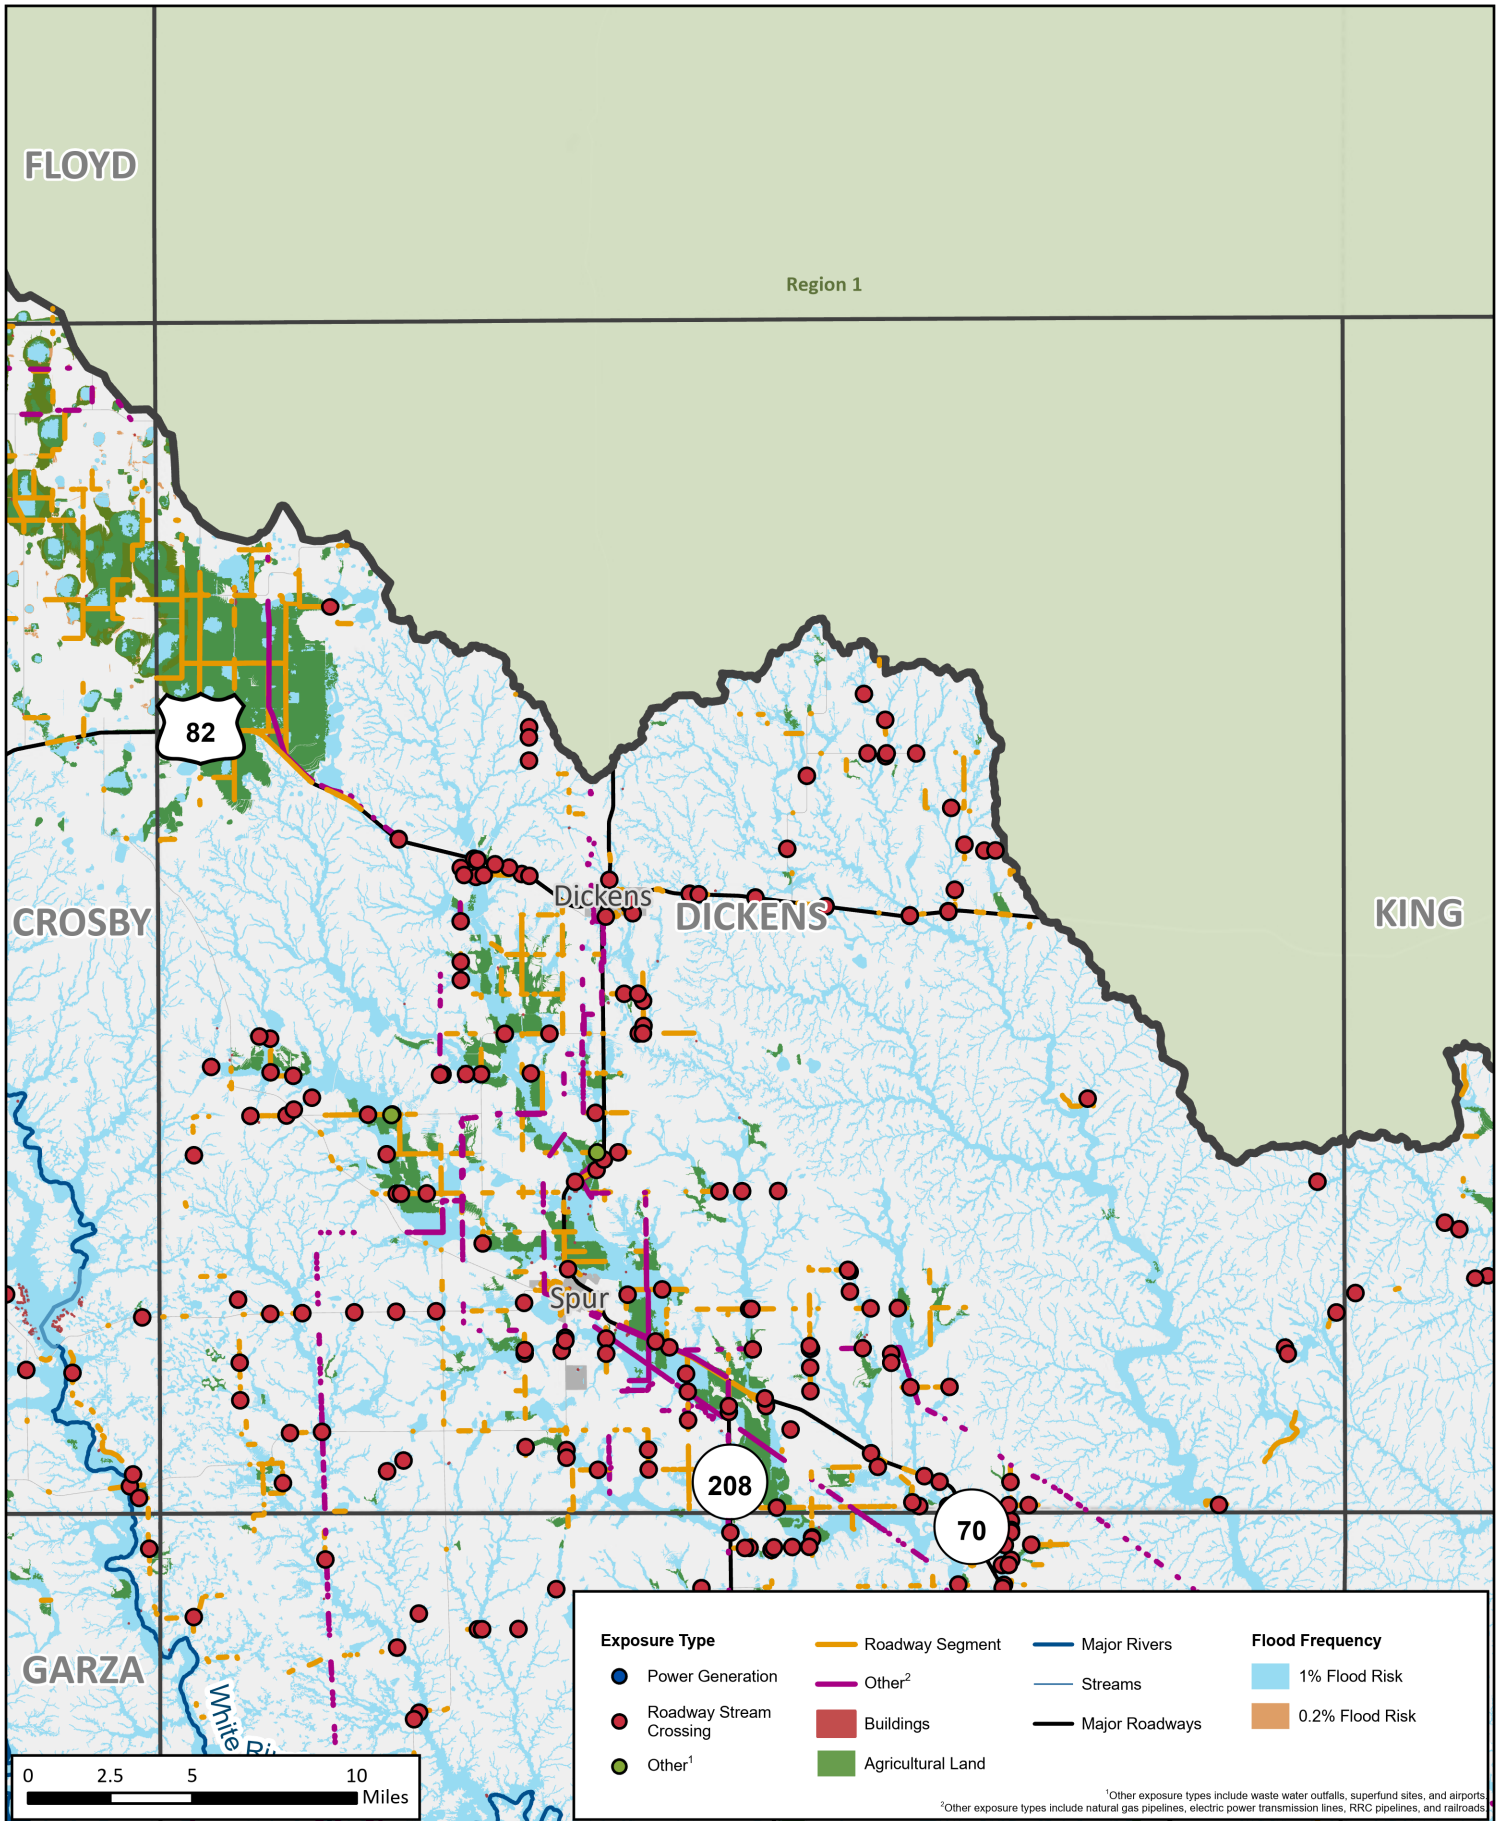 FLOYD
Region 1
82
CROSBY
Dickens
DICKENS
KING
Spur
208
70
GARZA
White
Exposure Type
Power Generation
Roadway Stream
Crossing
Other1
Roadway Segment
Other2
Buildings
Agricultural Land
Major Rivers
Streams
Major Roadways
Flood Frequency
1% Flood Risk
0.2% Flood Risk
0 2.5 5 10
Miles
1Other exposure types include waste water outfalls, superfund sites, and airports.
2Other exposure types include natural gas pipelines, electric power transmission lines, RRC pipelines, and railroads.